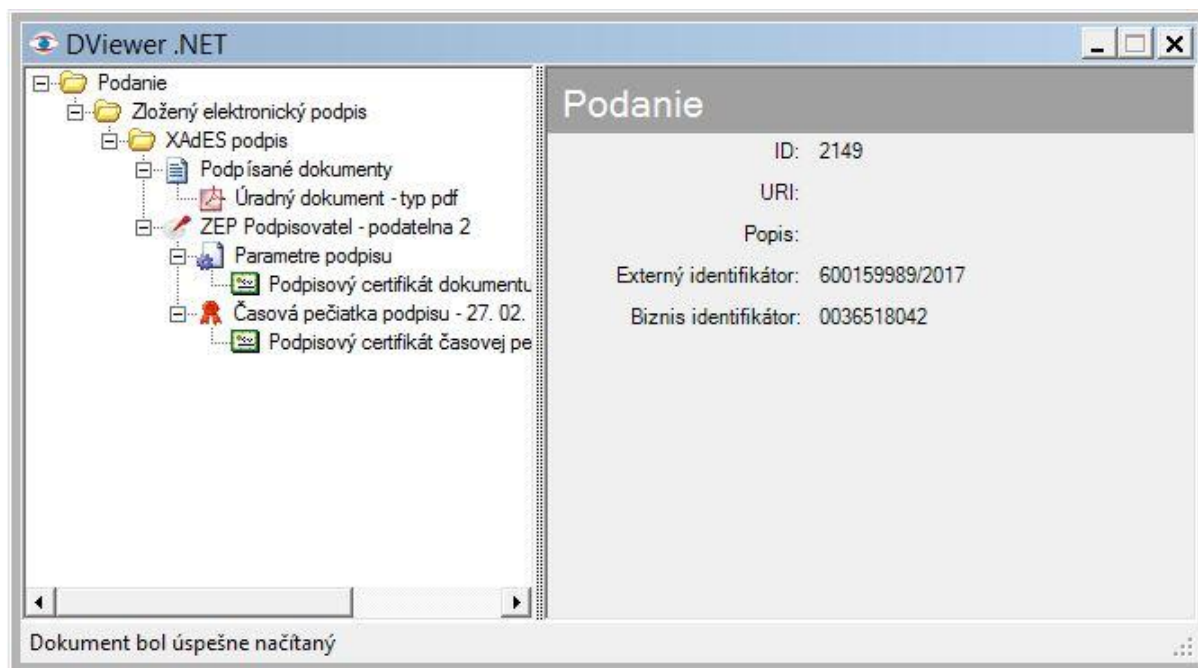 DViewer .NET
Podanie
Zložený elektronický podpis
XAdES podpis
Podpísané dokumenty
Úradný dokument - typ pdf
ZEP Podpisovatel - podatelna 2
Parametre podpisu
Podpisový certifikát dokumentu
Časová pečiatka podpisu - 27. 02.
Podpisový certifikát časovej pe
Podanie
ID: 2149
URI:
Popis:
Externý identifikátor: 600159989/2017
Biznis identifikátor: 0036518042
Dokument bol úspešne načítaný